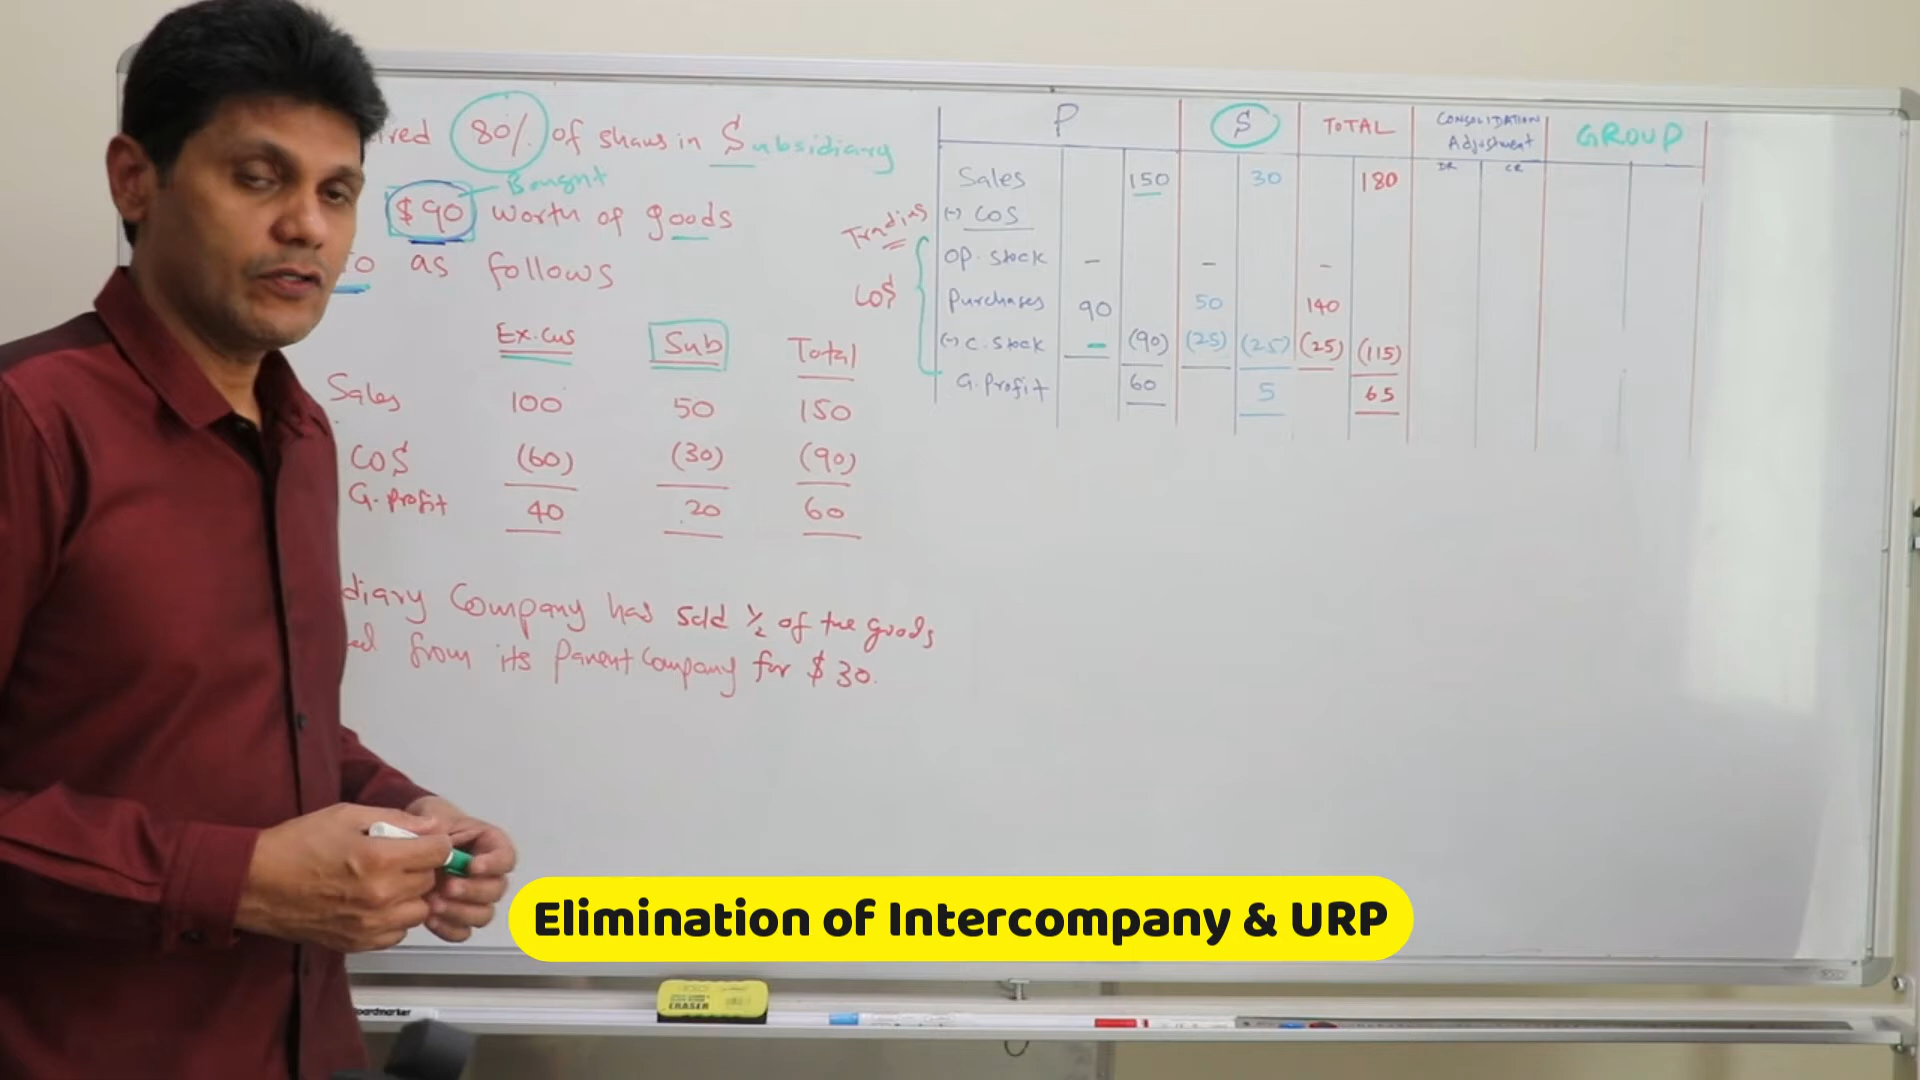 80% of shares in Subsidiary
Bought
$90 worth of goods
TO as follows
Ex.cus Sub Total
Sales 100 50 150
COS (60) (30) (90)
G. Profit 40 20 60
diary Company has sold ½ of the goods
from its Parent Company for $30.
P S TOTAL CONSOLIDATION Adjustment GROUP
DR CR
Sales 150 30 180
(-) COS
Trading
COS
Op. stock - - -
Purchases 90 50 140
(-) C. stock - (90) (25) (25) (25) (115)
G. Profit 60 5 65
Elimination of Intercompany & URP
ERASER
boardmarker